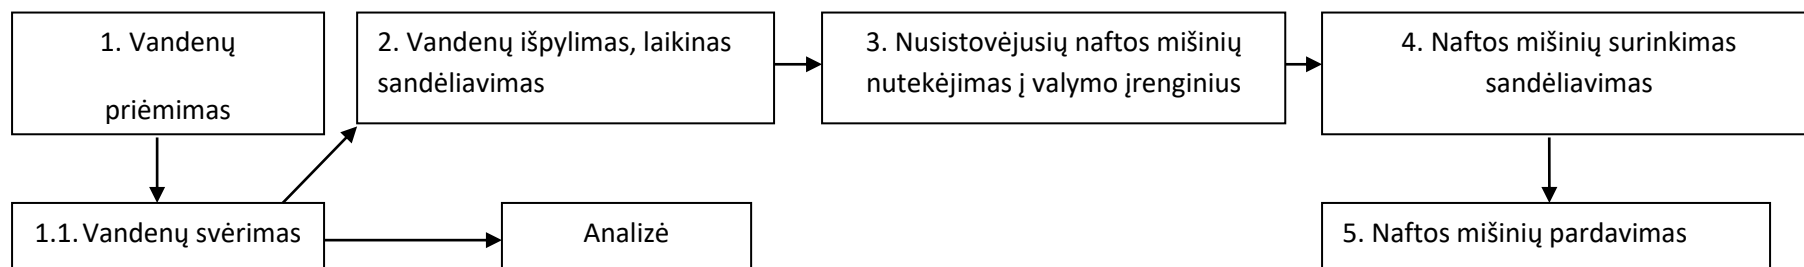 1. Vandenų
priėmimas
2. Vandenų išpylimas, laikinas
sandėliavimas
3. Nusistovėjusių naftos mišinių
nutekėjimas į valymo įrenginius
4. Naftos mišinių surinkimas
sandėliavimas
1.1. Vandenų svėrimas
Analizė
5. Naftos mišinių pardavimas